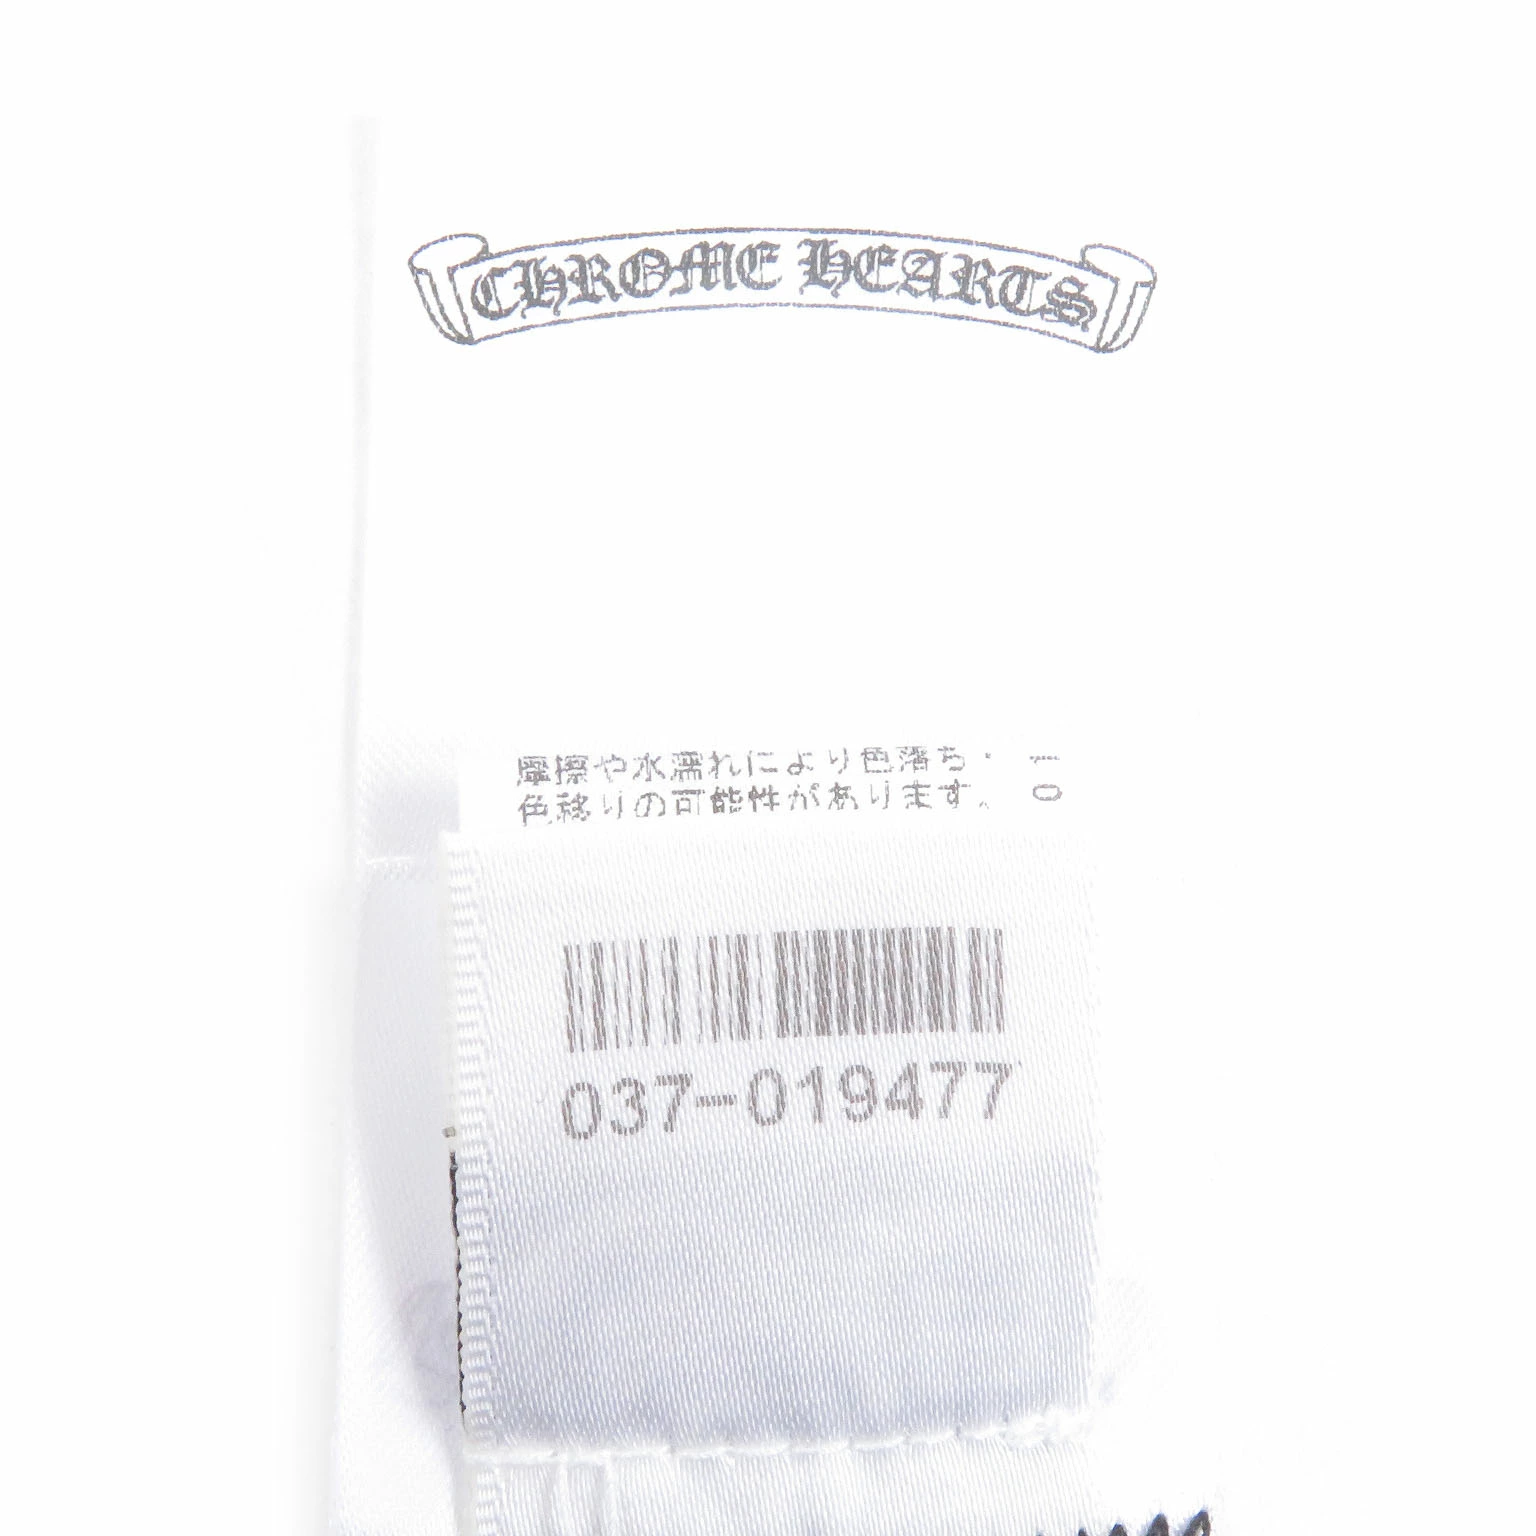 CHROME HEARTS
摩擦や水濡れにより色落ち・
色移りの可能性があります。
01
037-019477